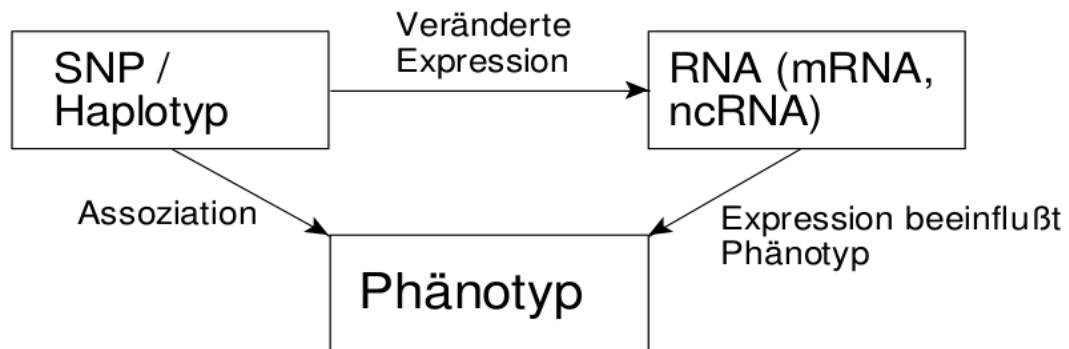 SNP /
Haplotyp
Veränderte
Expression
RNA (mRNA,
ncRNA)
Assoziation
Expression beeinflußt
Phänotyp
Phänotyp